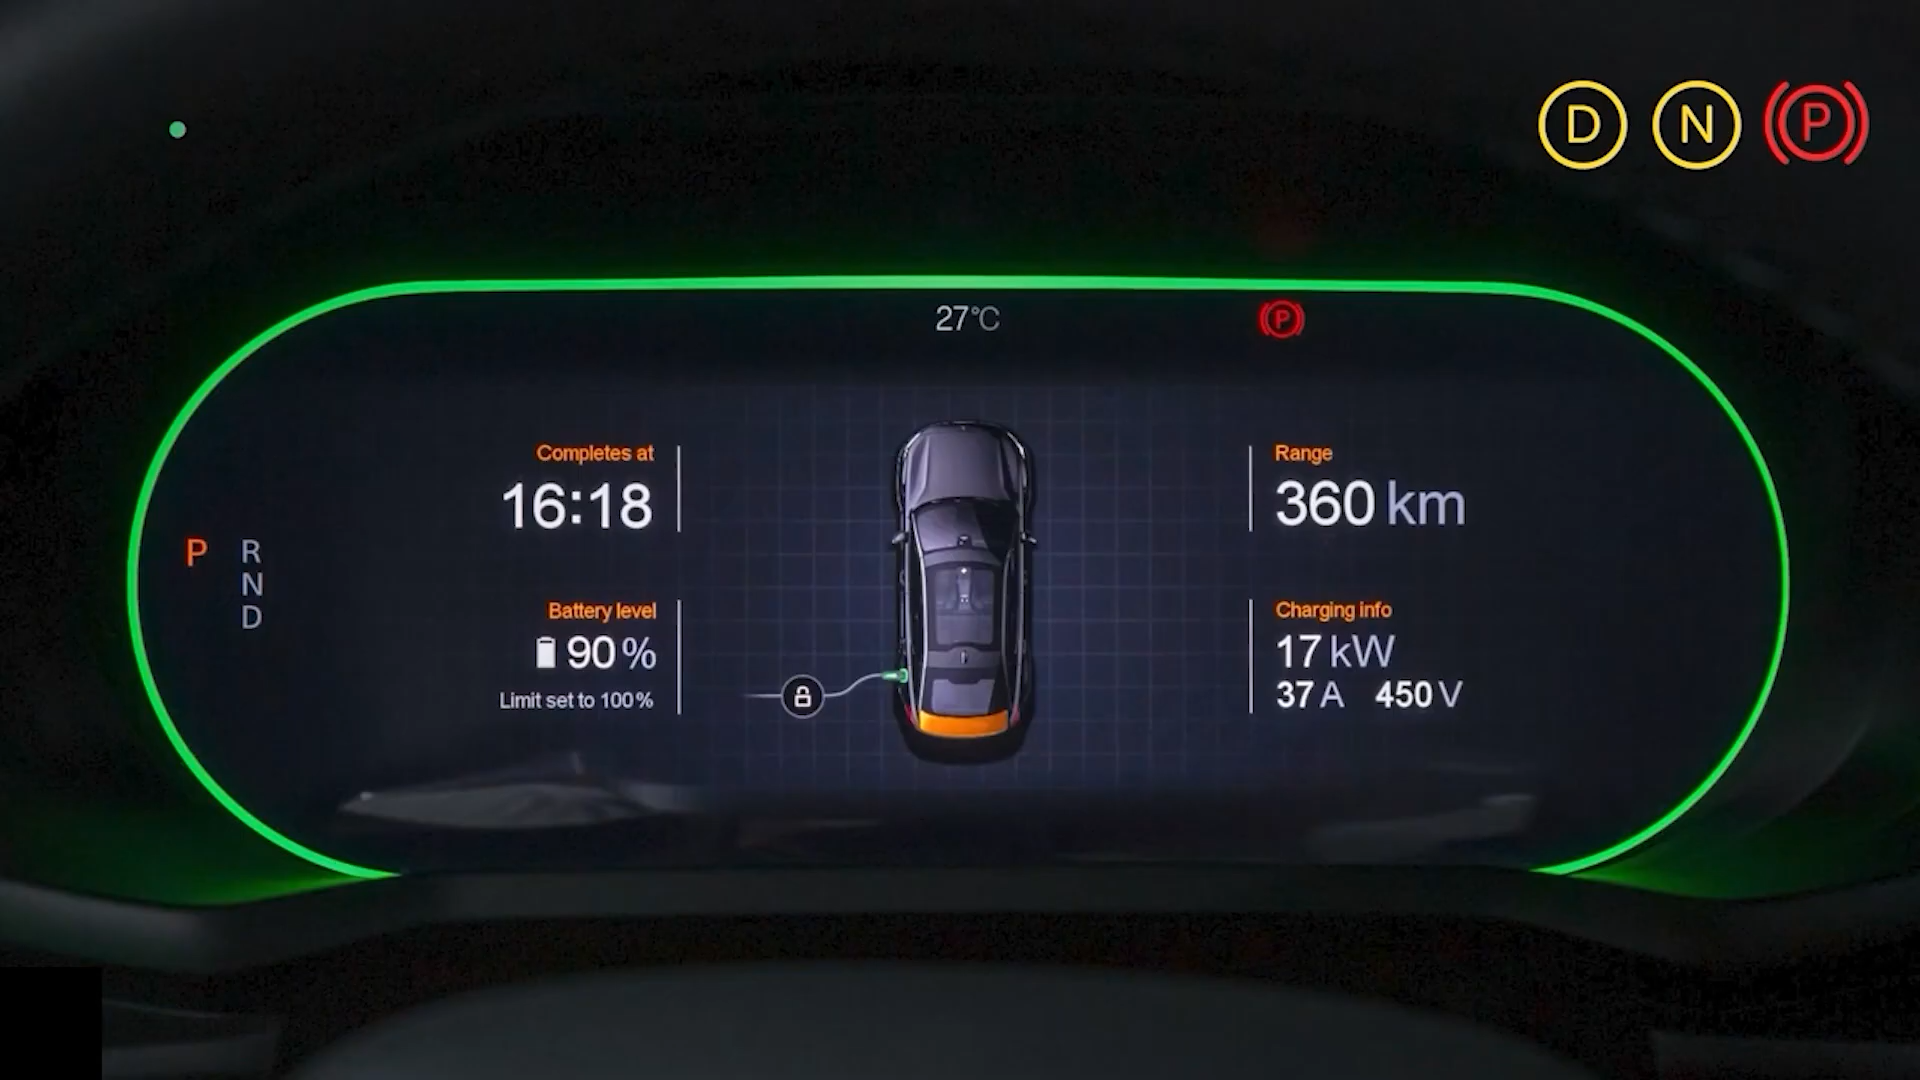 D N P
27°C
P
Completes at
16:18
Range
360 km
P R
N
D
Battery level
90%
Limit set to 100%
Charging info
17 kW
37 A 450 V